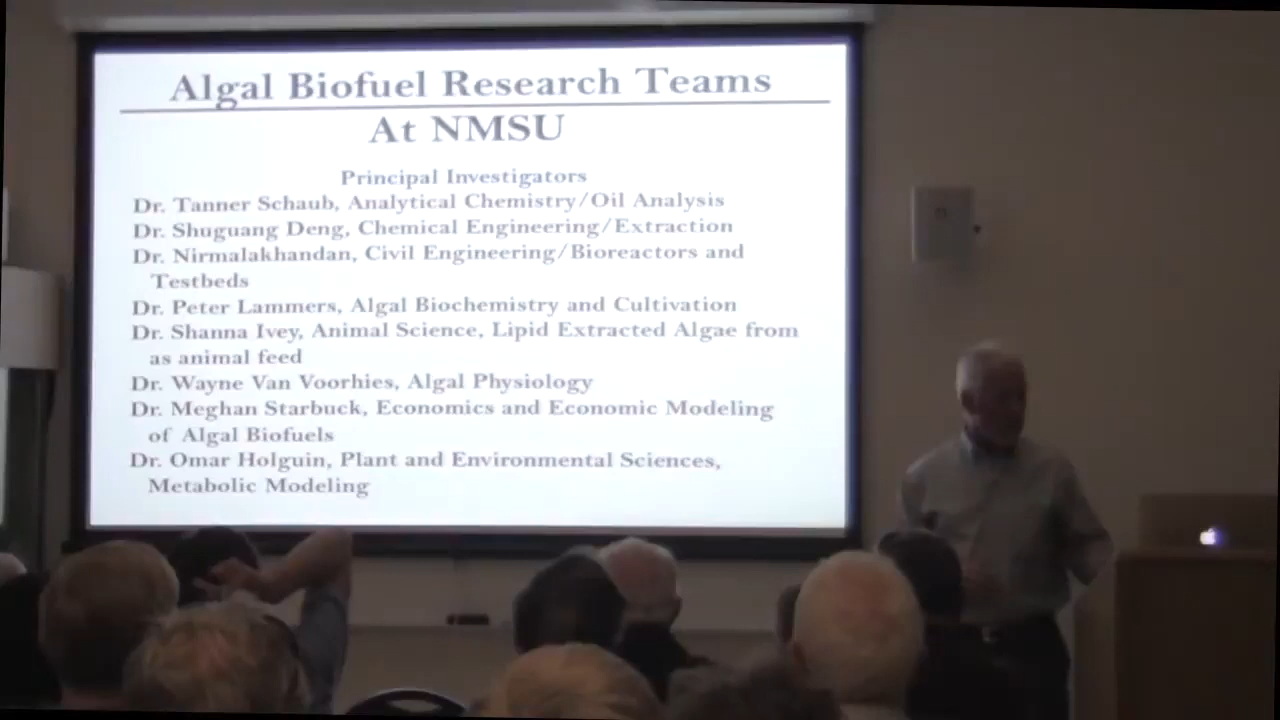 Algal Biofuel Research Teams
At NMSU
Principal Investigators
Dr. Tanner Schaub, Analytical Chemistry/Oil Analysis
Dr. Shuguang Deng, Chemical Engineering/Extraction
Dr. Nirmalakhandan, Civil Engineering/Bioreactors and
Testbeds
Dr. Peter Lammers, Algal Biochemistry and Cultivation
Dr. Shanna Ivey, Animal Science, Lipid Extracted Algae from
as animal feed
Dr. Wayne Van Voorhies, Algal Physiology
Dr. Meghan Starbuck, Economics and Economic Modeling
of Algal Biofuels
Dr. Omar Holguin, Plant and Environmental Sciences,
Metabolic Modeling